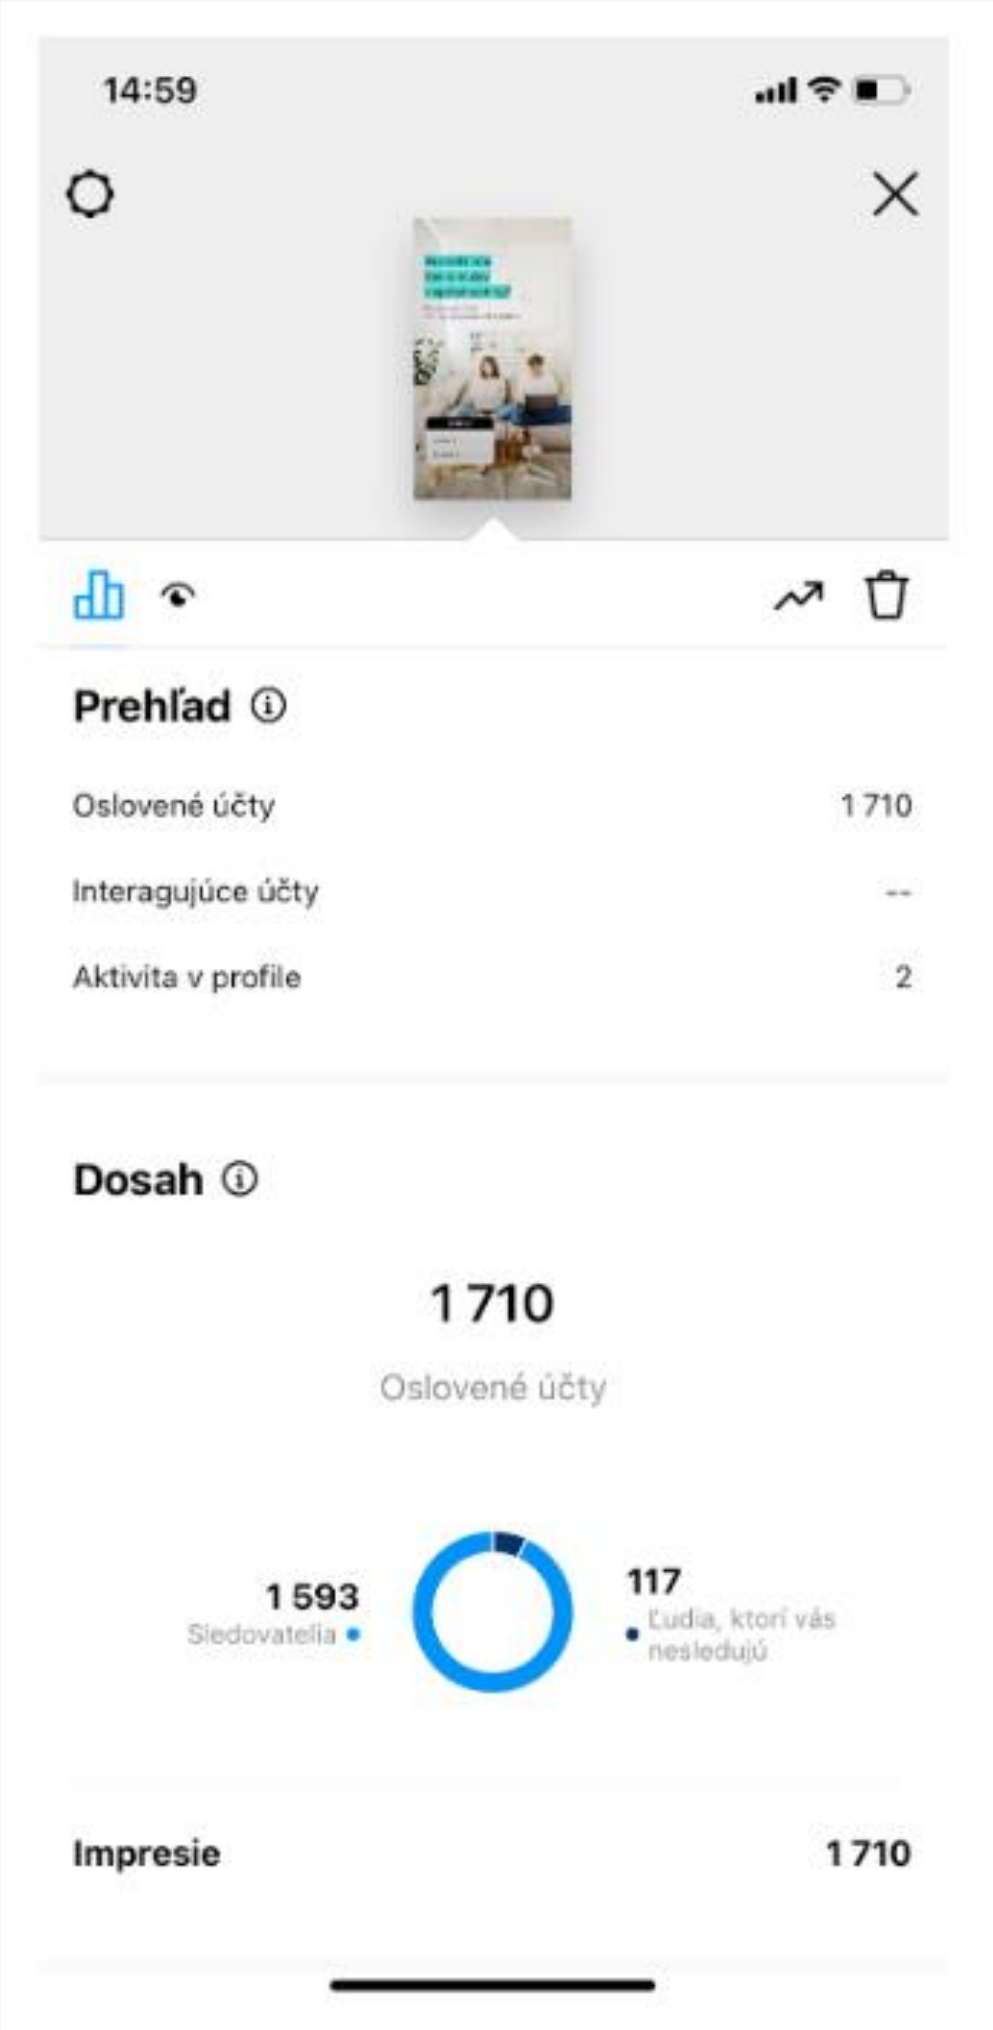 14:59
Prehľad
Oslovené účty 1 710
Interagujúce účty --
Aktivita v profile 2
Dosah
1 710
Oslovené účty
1 593
Sledovatelia
117
Ľudia, ktorí vás
nesledujú
Impresie 1 710